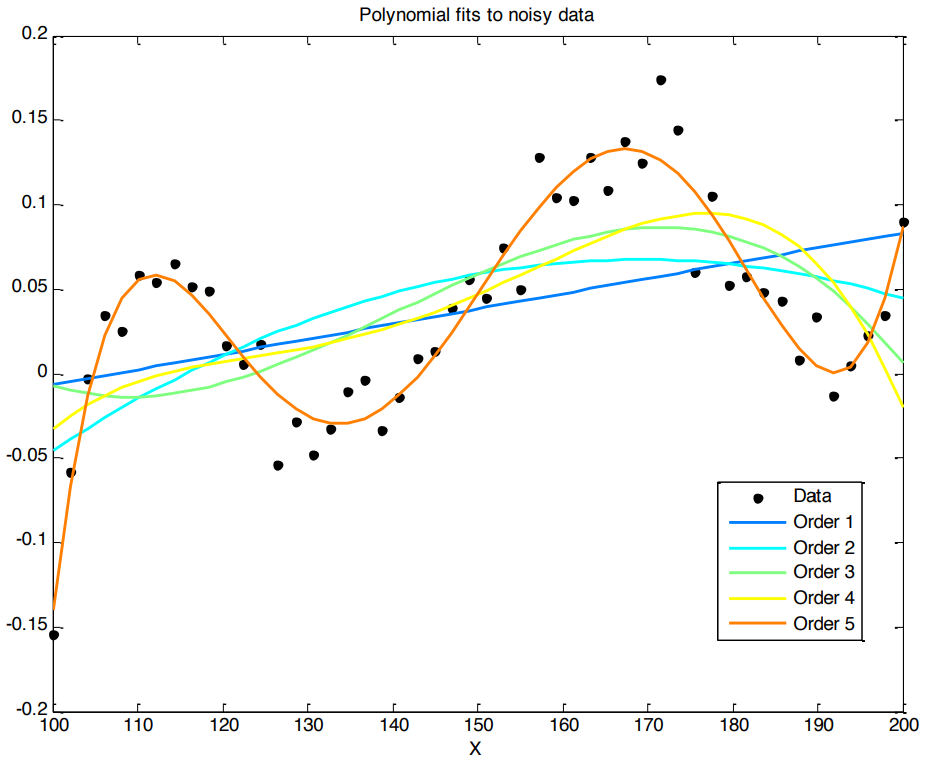 Polynomial fits to noisy data
0.2
0.15
0.1
0.05
0
-0.05
-0.1
-0.15
-0.2
100 110 120 130 140 150 160 170 180 190 200
X
Data
Order 1
Order 2
Order 3
Order 4
Order 5